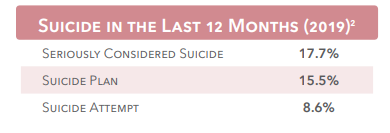 Suicide in the Last 12 Months (2019)²
Seriously Considered Suicide 17.7%
Suicide Plan 15.5%
Suicide Attempt 8.6%